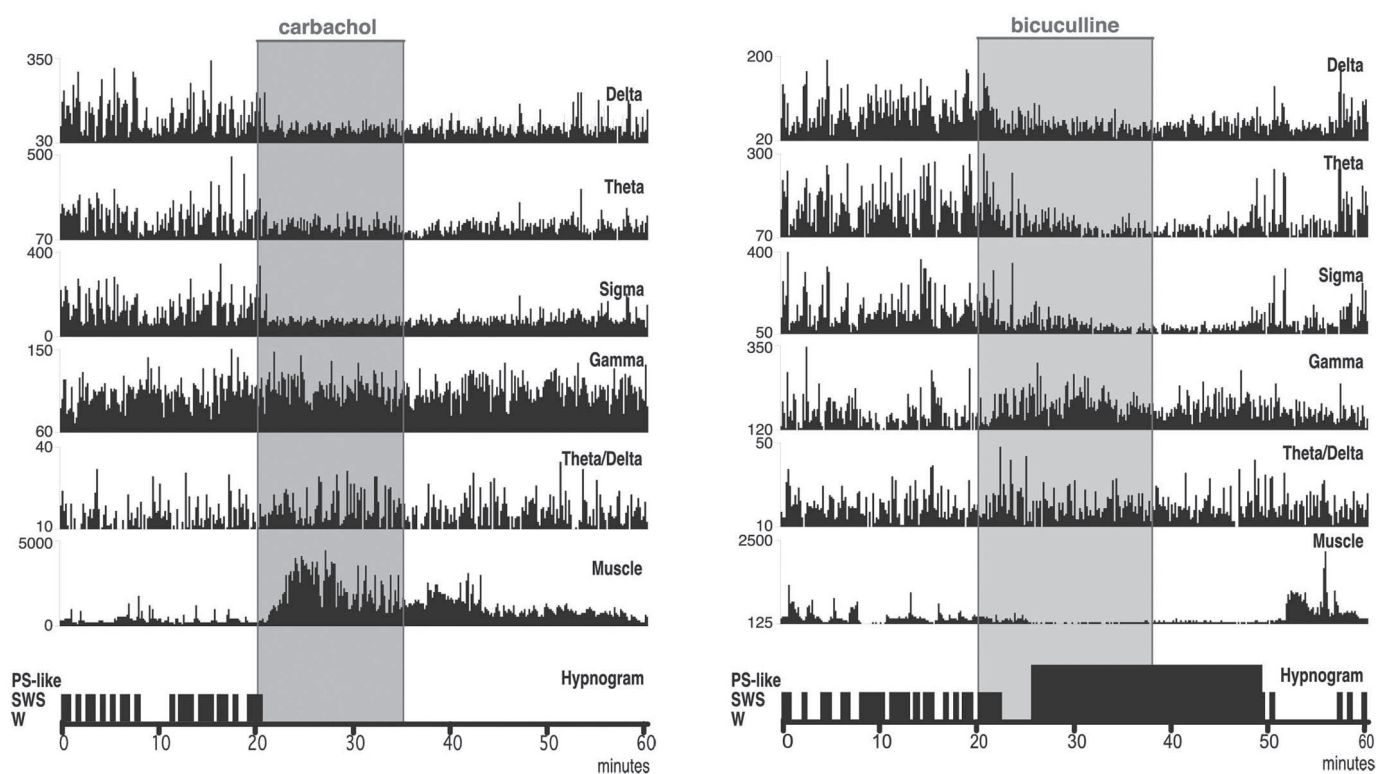 carbachol
350
Delta
30
500
Theta
70
400
Sigma
0
150
Gamma
60
40
Theta/Delta
10
5000
Muscle
0
PS-like
SWS
W
Hypnogram
0 10 20 30 40 50 60
minutes
bicuculline
200
Delta
20
300
Theta
70
400
Sigma
50
350
Gamma
120
50
Theta/Delta
10
2500
Muscle
125
PS-like
SWS
W
Hypnogram
0 10 20 30 40 50 60
minutes